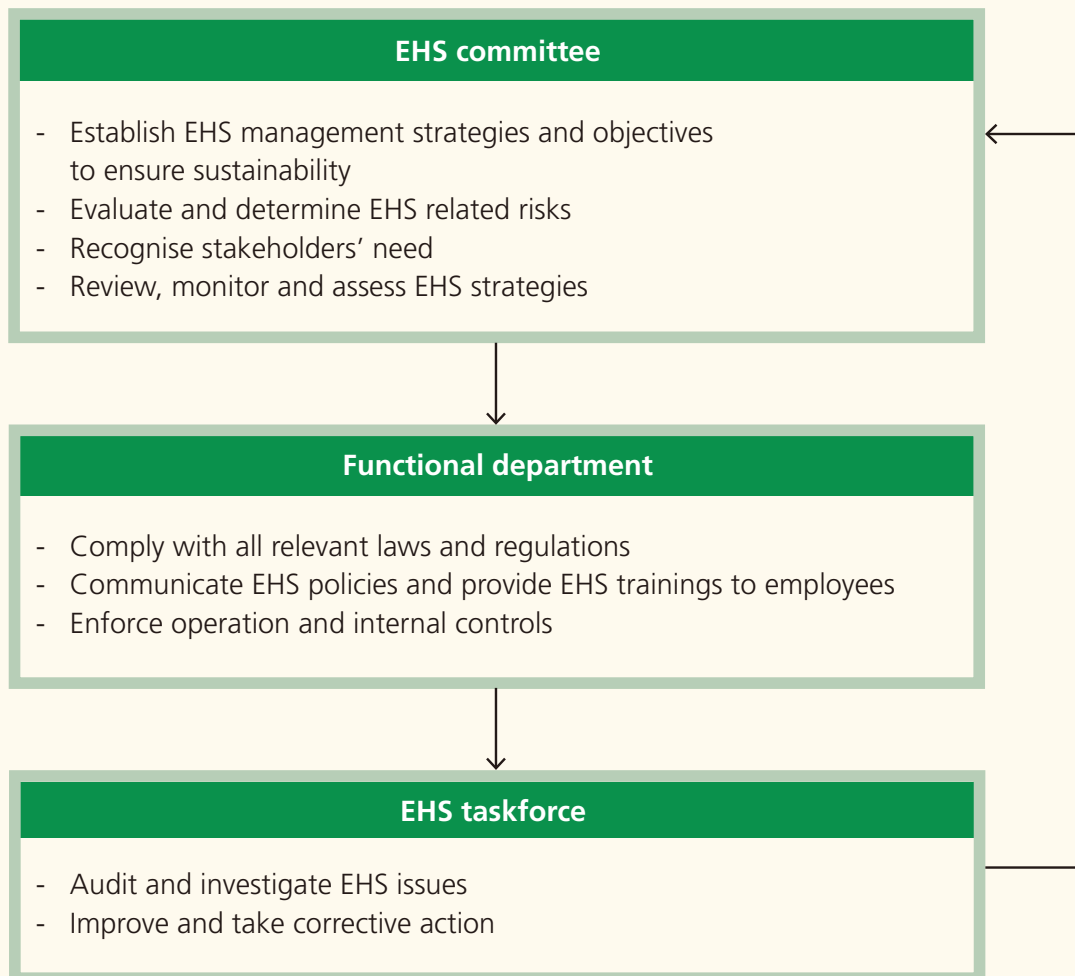 EHS committee
- Establish EHS management strategies and objectives
to ensure sustainability
- Evaluate and determine EHS related risks
- Recognise stakeholders’ need
- Review, monitor and assess EHS strategies
Functional department
- Comply with all relevant laws and regulations
- Communicate EHS policies and provide EHS trainings to employees
- Enforce operation and internal controls
EHS taskforce
- Audit and investigate EHS issues
- Improve and take corrective action